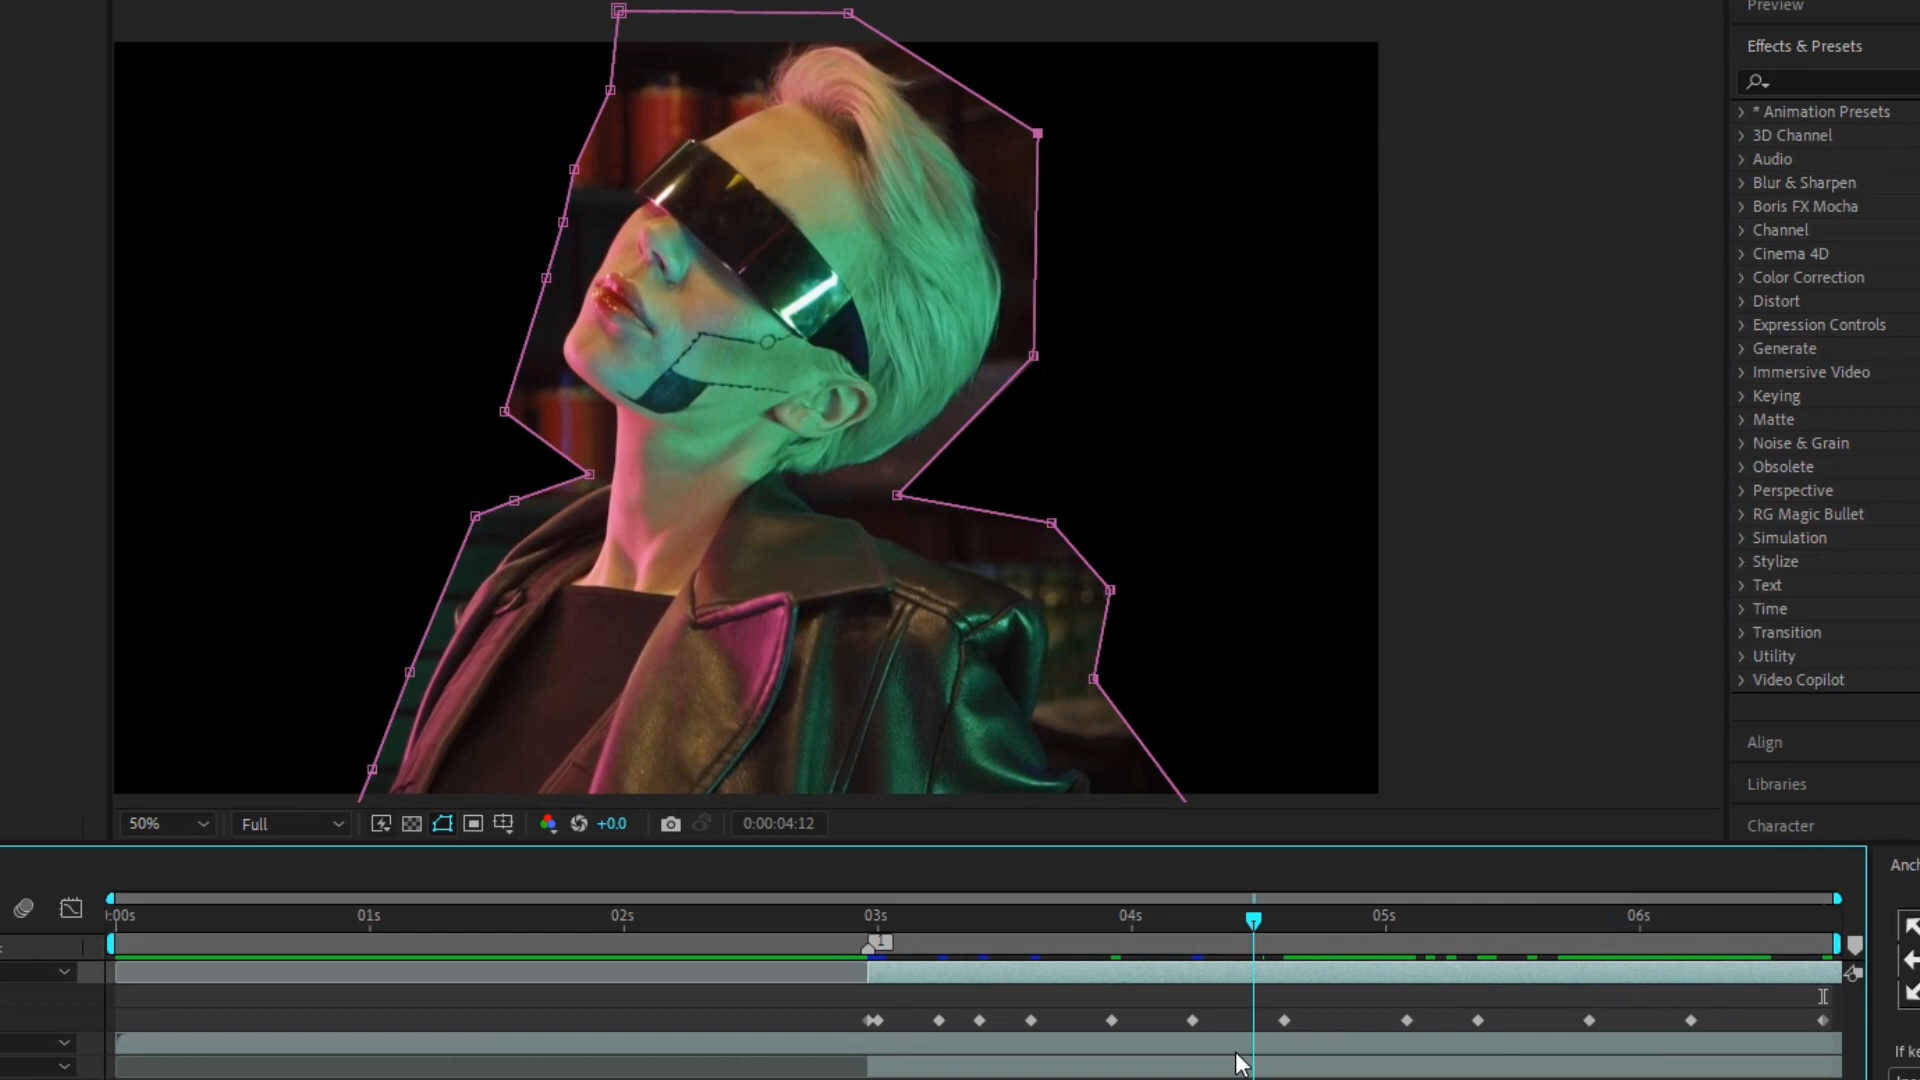 Preview
Effects & Presets
* Animation Presets
3D Channel
Audio
Blur & Sharpen
Boris FX Mocha
Channel
Cinema 4D
Color Correction
Distort
Expression Controls
Generate
Immersive Video
Keying
Matte
Noise & Grain
Obsolete
Perspective
RG Magic Bullet
Simulation
Stylize
Text
Time
Transition
Utility
Video Copilot
Align
Libraries
Character
50% Full +0.0 0:00:04:12
Anch
:00s 01s 02s 03s 04s 05s 06s
1
If ke